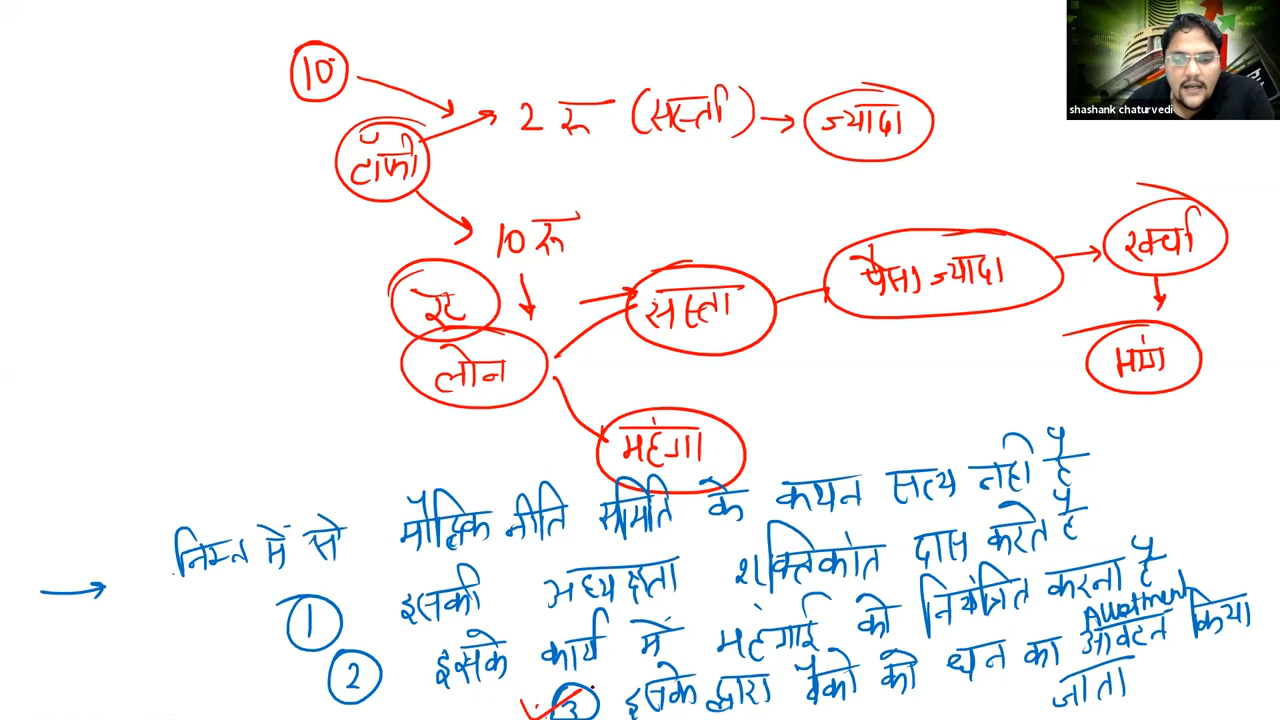 shashank chaturvedi
10
टॉफी
2 रू (सस्ती)
ज्यादा
10 रू
रेट
लोन
सस्ता
पैसा ज्यादा
खर्चा
मांग
महंगा
निम्न में से मौद्रिक नीति समिति के कथन सत्य नहीं है
1 इसकी अध्यक्षता शक्तिकांत दास करते है
2 इसके कार्य में महंगाई को नियंत्रित करना है
Allotment
3 इसके द्वारा बैंको को धन का आवंटन किया
जाता